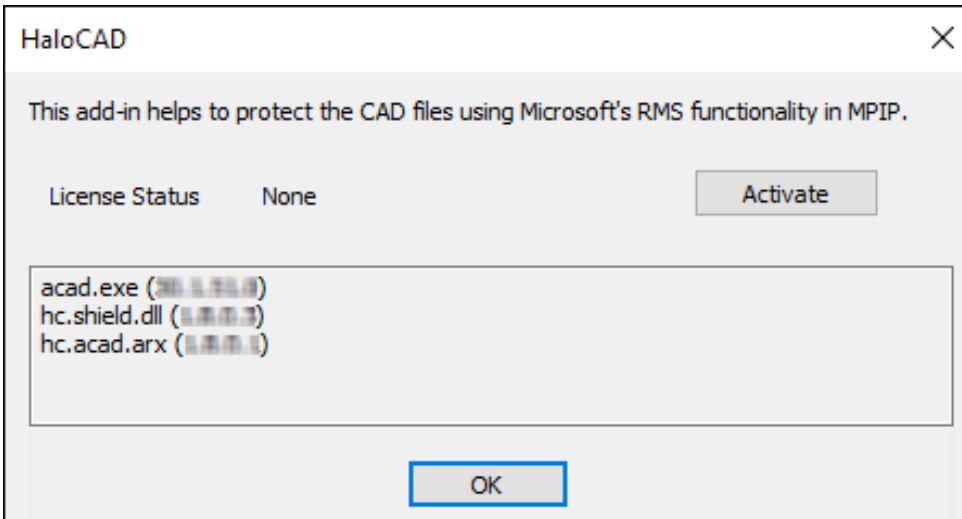 HaloCAD
This add-in helps to protect the CAD files using Microsoft's RMS functionality in MPIP.
License Status None Activate
acad.exe ()
hc.shield.dll ()
hc.acad.arx ()
OK